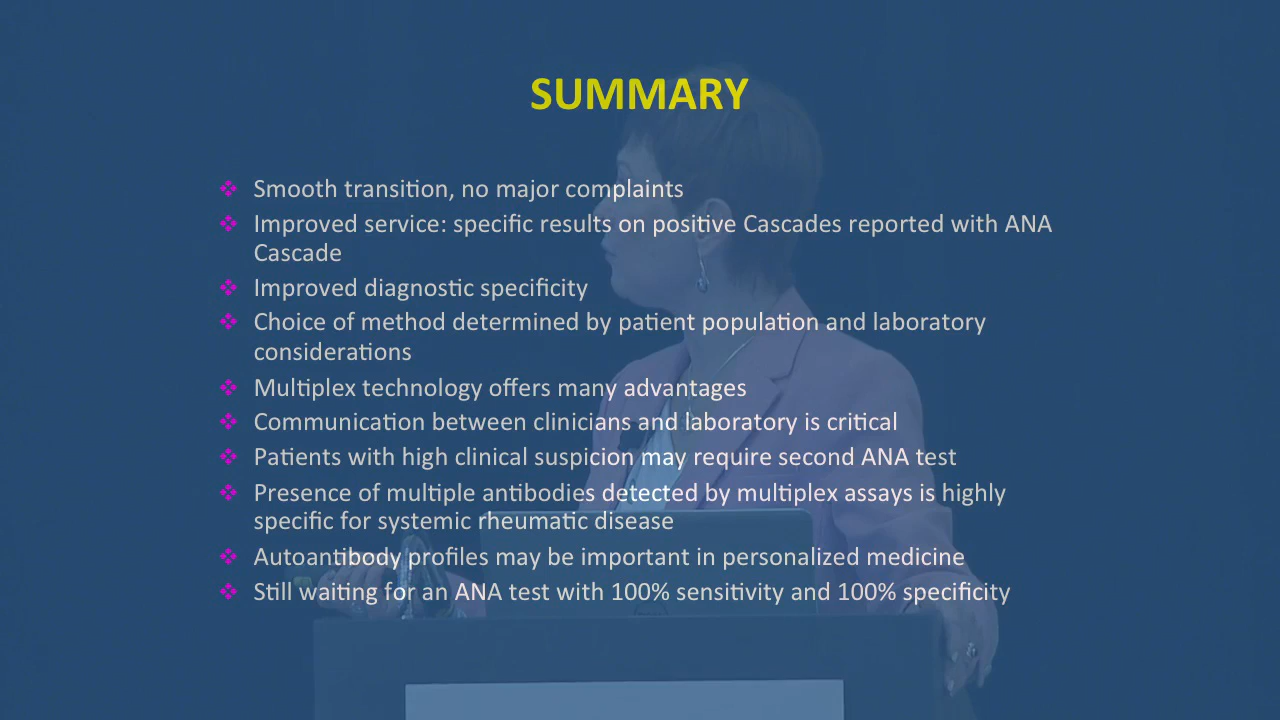 SUMMARY
❖ Smooth transition, no major complaints
❖ Improved service: specific results on positive Cascades reported with ANA
Cascade
❖ Improved diagnostic specificity
❖ Choice of method determined by patient population and laboratory
considerations
❖ Multiplex technology offers many advantages
❖ Communication between clinicians and laboratory is critical
❖ Patients with high clinical suspicion may require second ANA test
❖ Presence of multiple antibodies detected by multiplex assays is highly
specific for systemic rheumatic disease
❖ Autoantibody profiles may be important in personalized medicine
❖ Still waiting for an ANA test with 100% sensitivity and 100% specificity